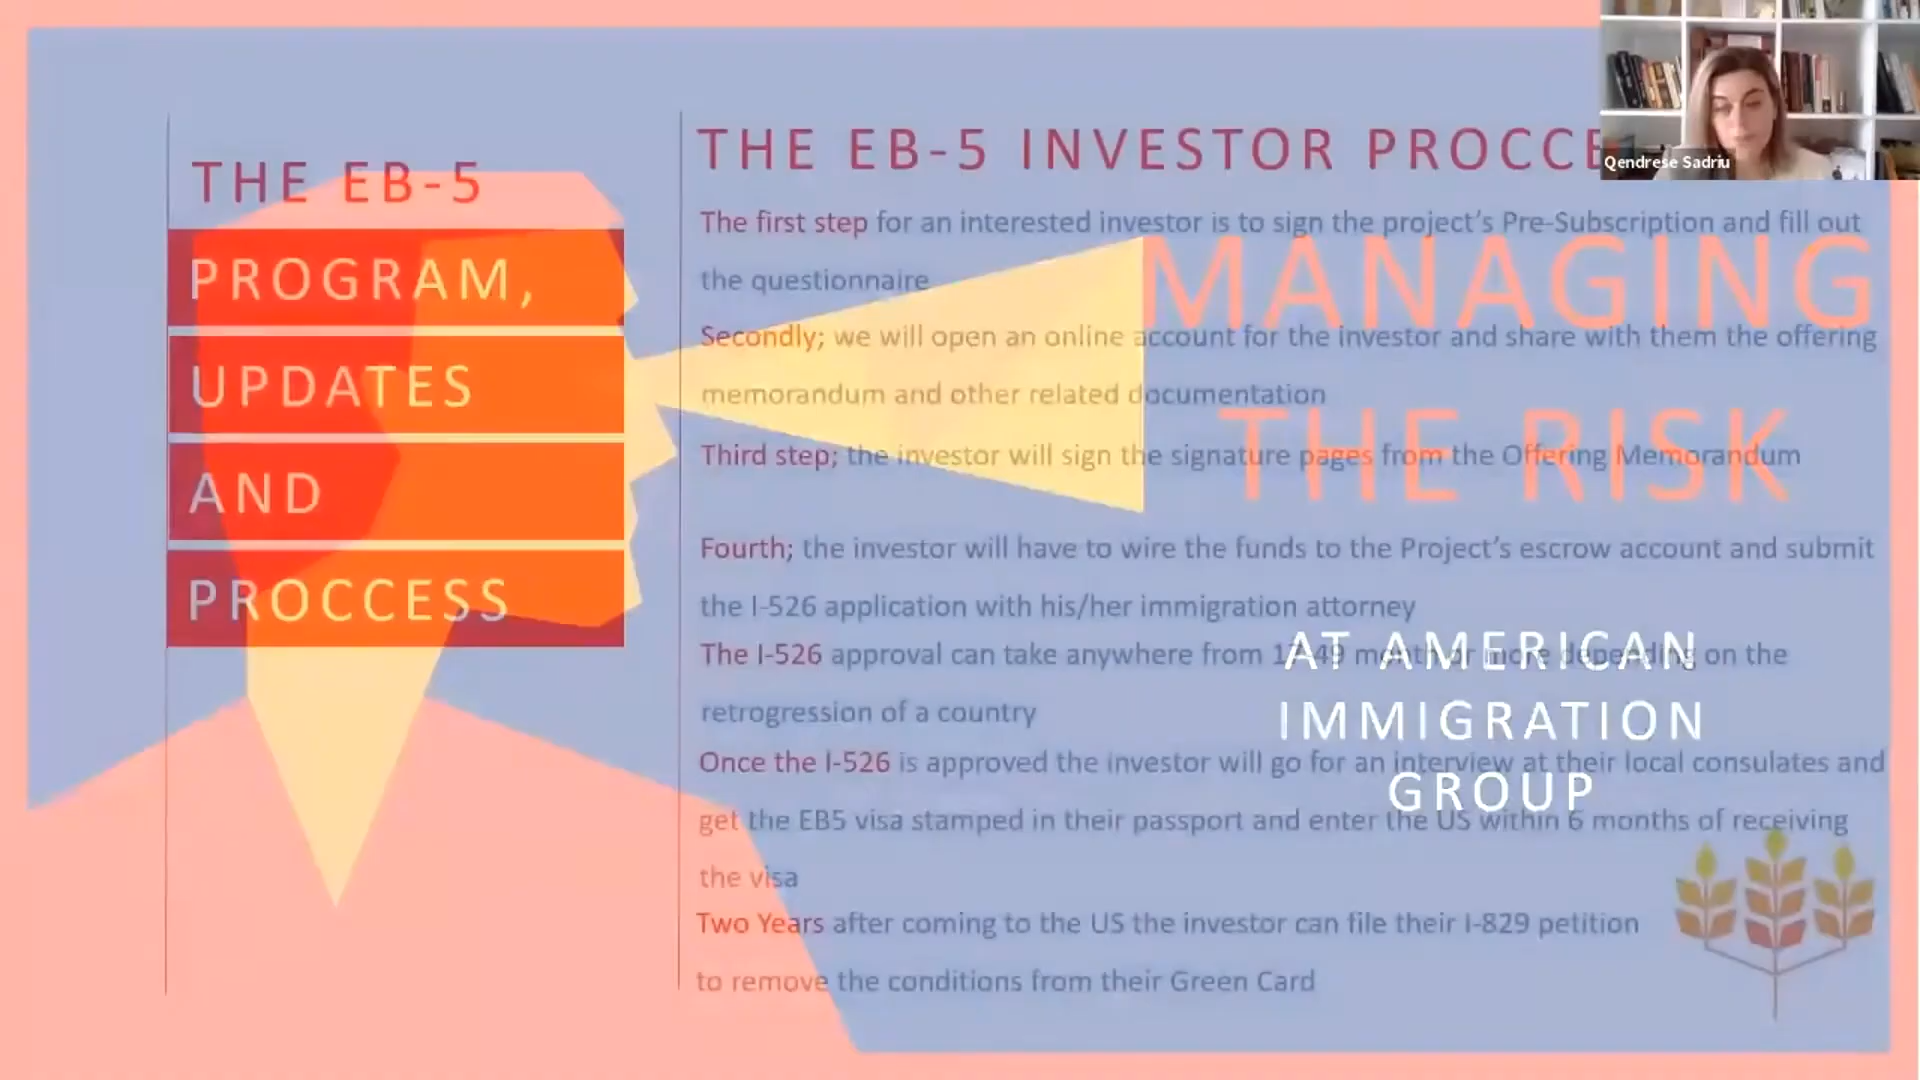 THE EB-5
PROGRAM,
UPDATES
AND
PROCCESS
THE EB-5 INVESTOR PROCCE
The first step for an interested investor is to sign the project's Pre-Subscription and fill out
the questionnaire
Secondly; we will open an online account for the investor and share with them the offering
memorandum and other related documentation
Third step; the investor will sign the signature pages from the Offering Memorandum
Fourth; the investor will have to wire the funds to the Project's escrow account and submit
the I-526 application with his/her immigration attorney
The I-526 approval can take anywhere from month or more depending on the
retrogression of a country
Once the I-526 is approved the investor will go for an interview at their local consulates and
get the EB5 visa stamped in their passport and enter the US within 6 months of receiving
the visa
Two Years after coming to the US the investor can file their I-829 petition
to remove the conditions from their Green Card
MANAGING
THE RISK
AT AMERICAN
IMMIGRATION
GROUP
Qendrese Sadriu